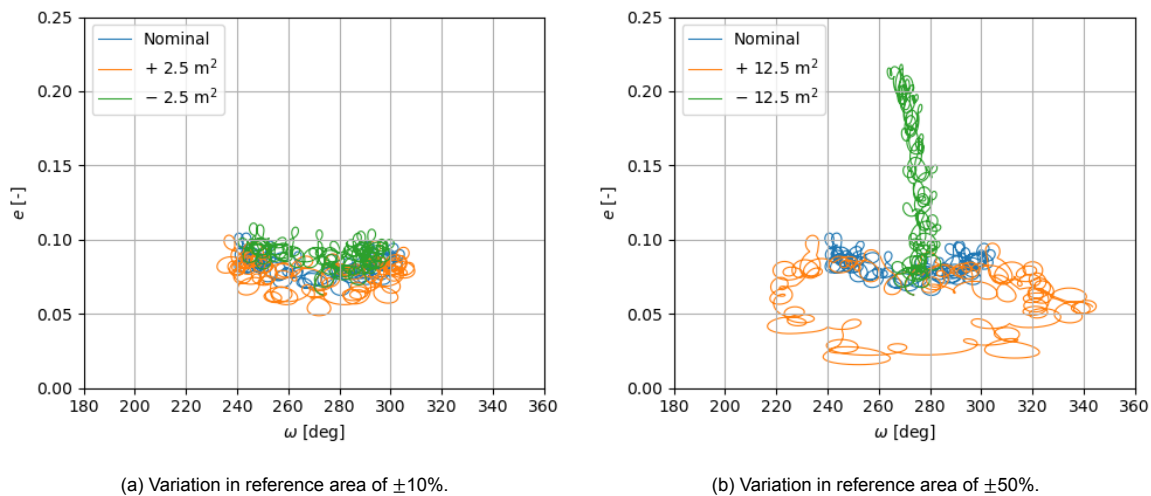 0.25
0.20
0.15
0.10
0.05
0.00
e [-]
Nominal
+ 2.5 m²
− 2.5 m²
180 200 220 240 260 280 300 320 340 360
ω [deg]
(a) Variation in reference area of ±10%.
0.25
0.20
0.15
0.10
0.05
0.00
e [-]
Nominal
+ 12.5 m²
− 12.5 m²
180 200 220 240 260 280 300 320 340 360
ω [deg]
(b) Variation in reference area of ±50%.